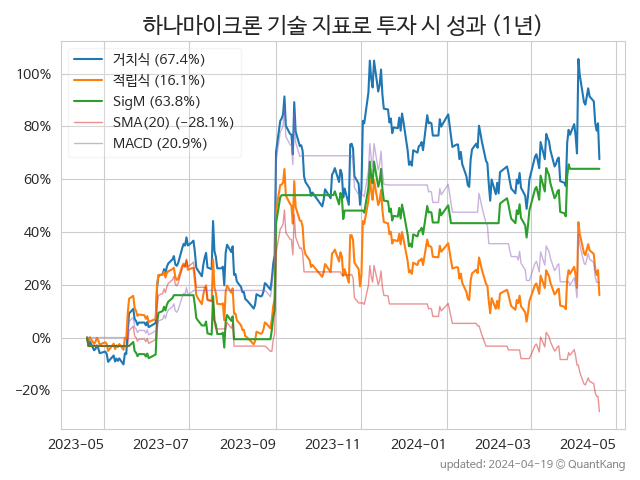 하나마이크론 기술 지표로 투자 시 성과 (1년)
거치식 (67.4%)
적립식 (16.1%)
SigM (63.8%)
SMA(20) (−28.1%)
MACD (20.9%)
100%
80%
60%
40%
20%
0%
−20%
2023-05 2023-07 2023-09 2023-11 2024-01 2024-03 2024-05
updated: 2024-04-19 © QuantKang